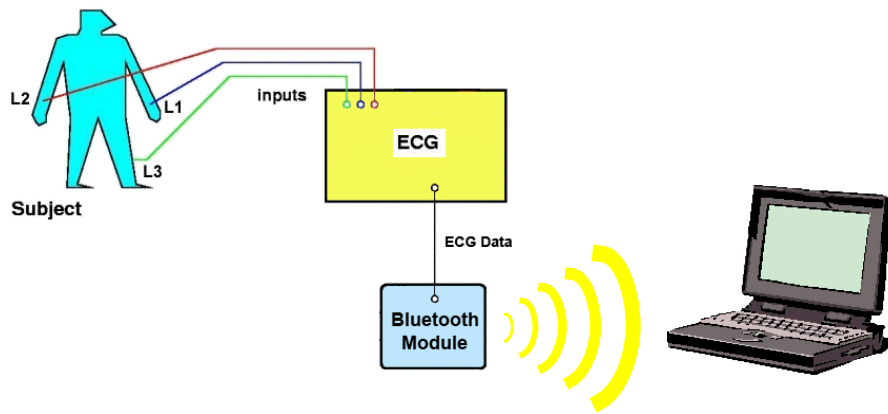 L2
L1
inputs
L3
ECG
Subject
ECG Data
Bluetooth
Module